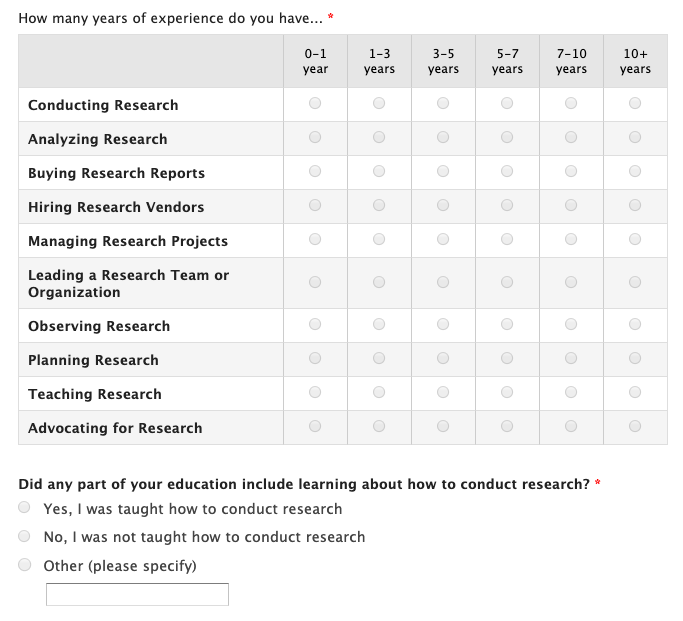 How many years of experience do you have... *
0-1 year 1-3 years 3-5 years 5-7 years 7-10 years 10+ years
Conducting Research
Analyzing Research
Buying Research Reports
Hiring Research Vendors
Managing Research Projects
Leading a Research Team or
Organization
Observing Research
Planning Research
Teaching Research
Advocating for Research
Did any part of your education include learning about how to conduct research? *
Yes, I was taught how to conduct research
No, I was not taught how to conduct research
Other (please specify)